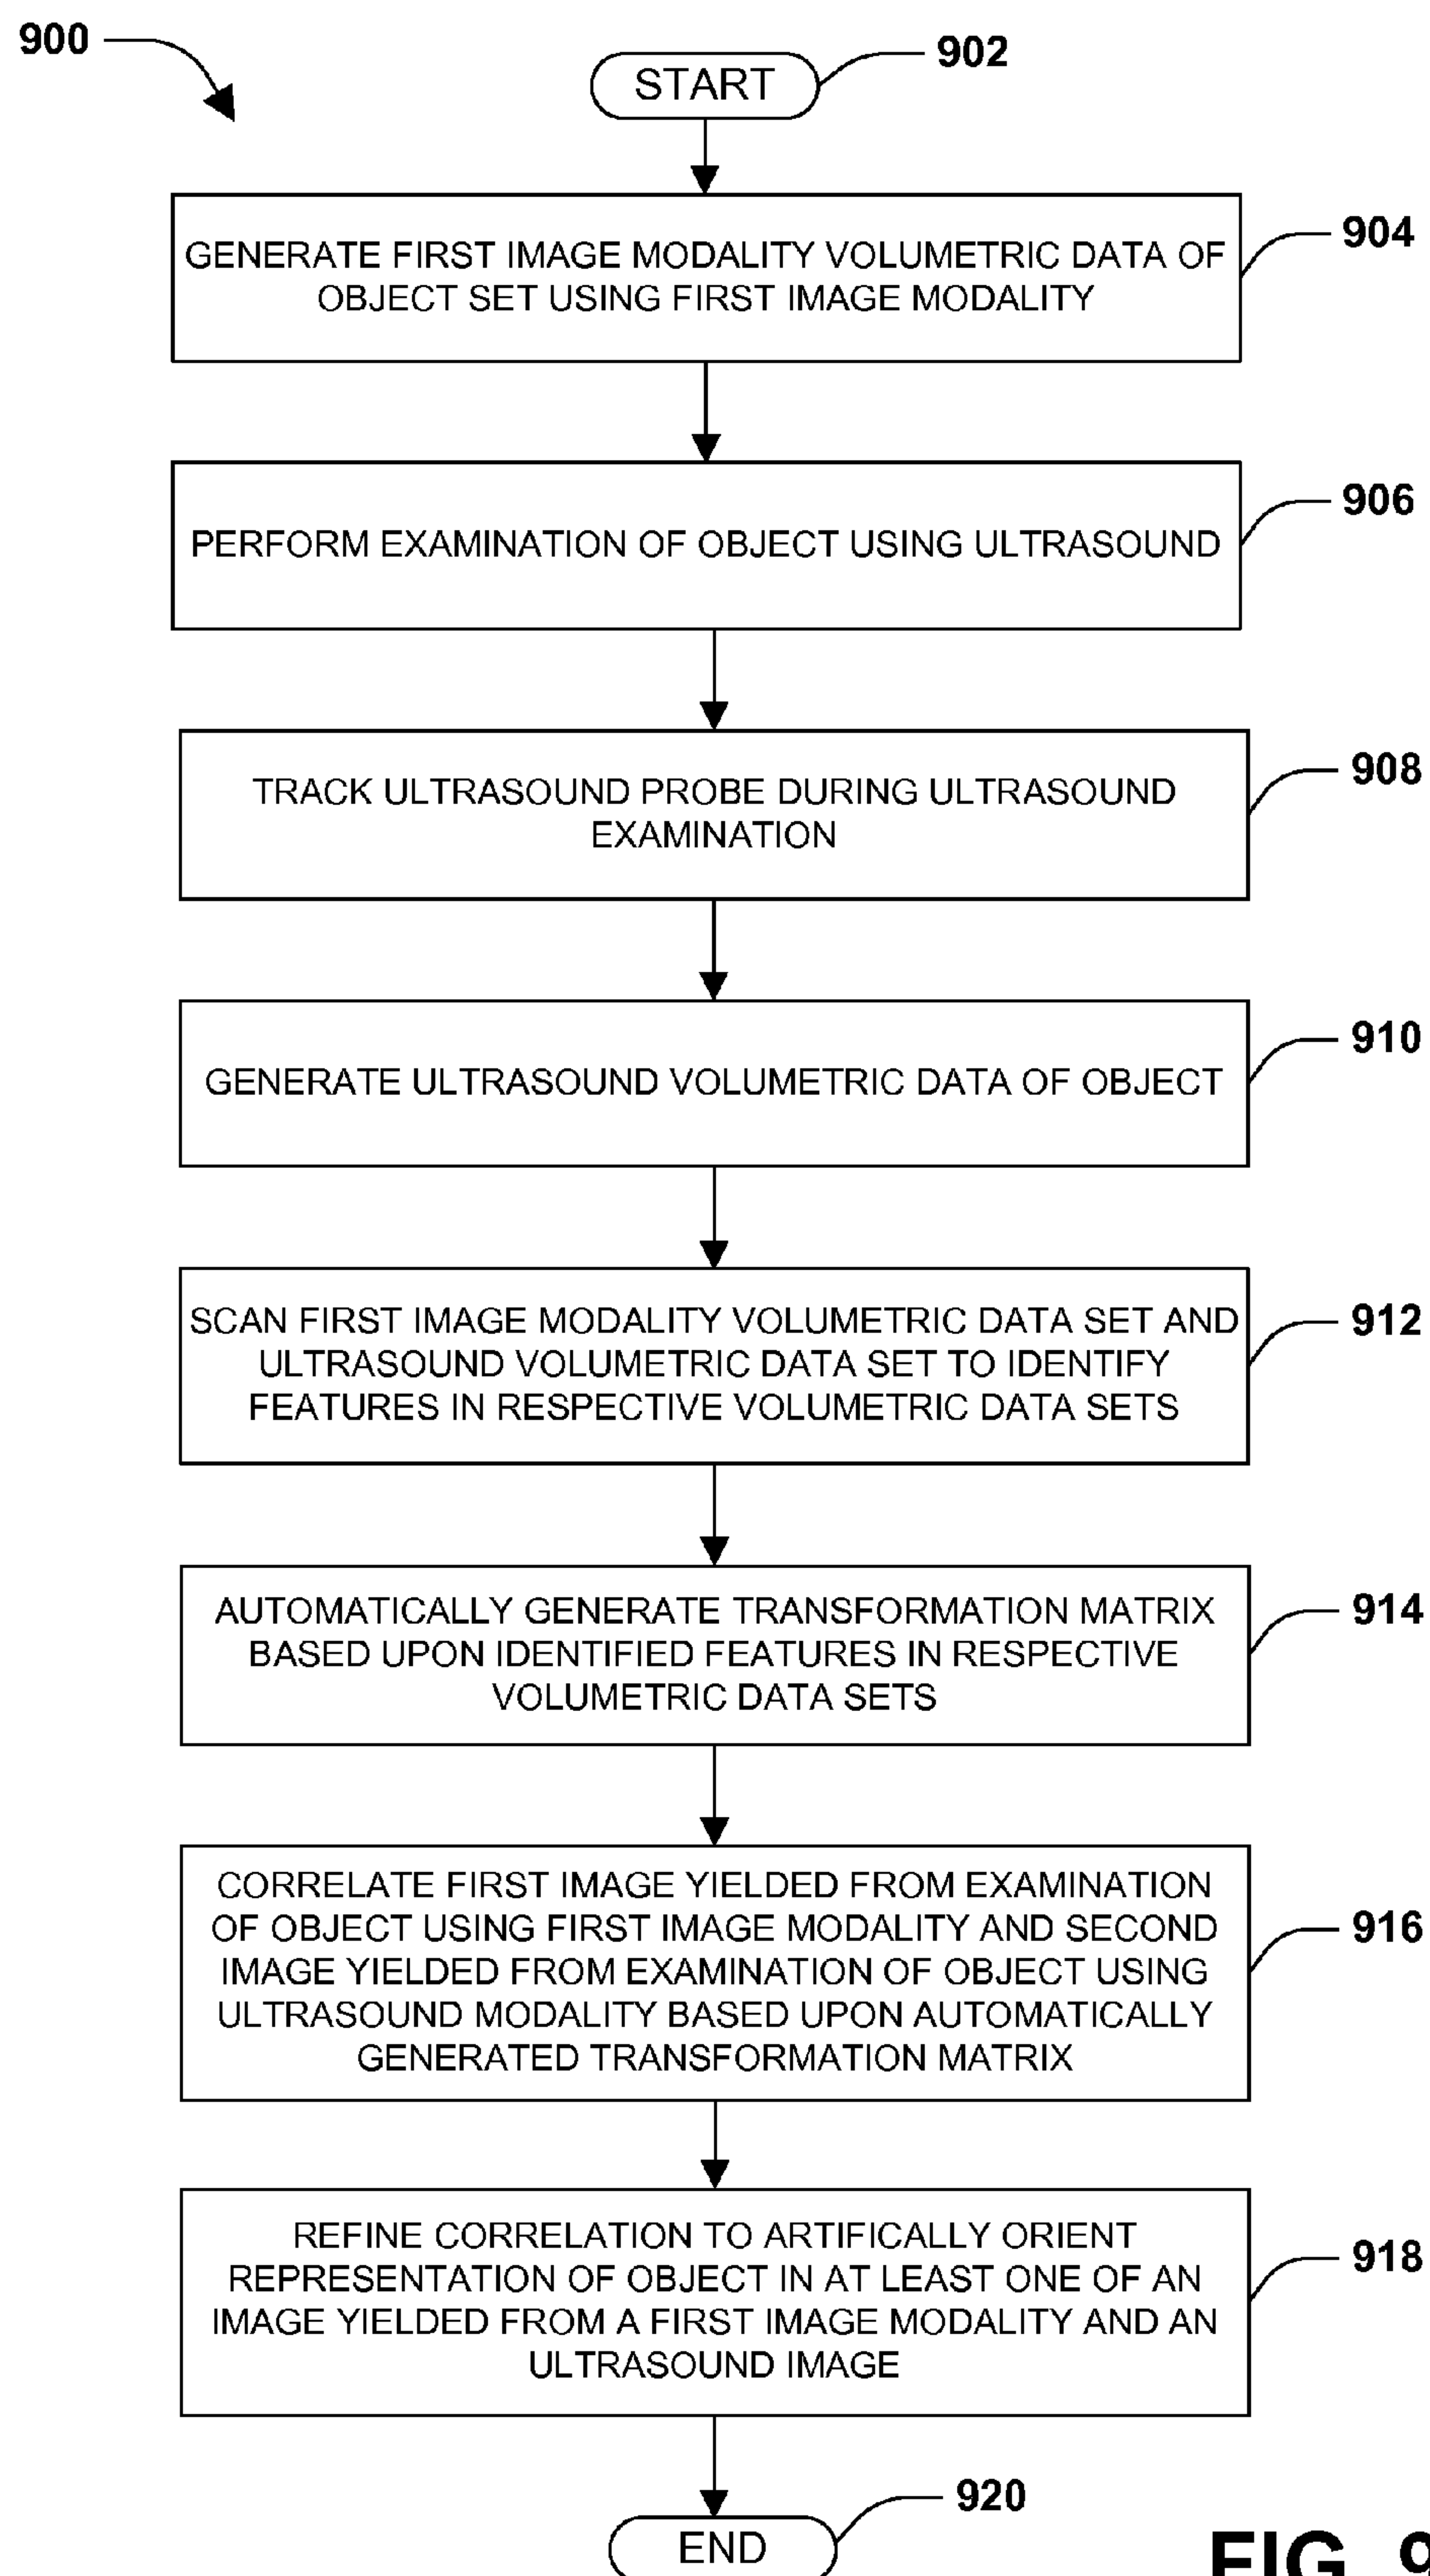 900
START
902
GENERATE FIRST IMAGE MODALITY VOLUMETRIC DATA OF
OBJECT SET USING FIRST IMAGE MODALITY
904
PERFORM EXAMINATION OF OBJECT USING ULTRASOUND
906
TRACK ULTRASOUND PROBE DURING ULTRASOUND
EXAMINATION
908
GENERATE ULTRASOUND VOLUMETRIC DATA OF OBJECT
910
SCAN FIRST IMAGE MODALITY VOLUMETRIC DATA SET AND
ULTRASOUND VOLUMETRIC DATA SET TO IDENTIFY
FEATURES IN RESPECTIVE VOLUMETRIC DATA SETS
912
AUTOMATICALLY GENERATE TRANSFORMATION MATRIX
BASED UPON IDENTIFIED FEATURES IN RESPECTIVE
VOLUMETRIC DATA SETS
914
CORRELATE FIRST IMAGE YIELDED FROM EXAMINATION
OF OBJECT USING FIRST IMAGE MODALITY AND SECOND
IMAGE YIELDED FROM EXAMINATION OF OBJECT USING
ULTRASOUND MODALITY BASED UPON AUTOMATICALLY
GENERATED TRANSFORMATION MATRIX
916
REFINE CORRELATION TO ARTIFICALLY ORIENT
REPRESENTATION OF OBJECT IN AT LEAST ONE OF AN
IMAGE YIELDED FROM A FIRST IMAGE MODALITY AND AN
ULTRASOUND IMAGE
918
END
920
FIG. 9